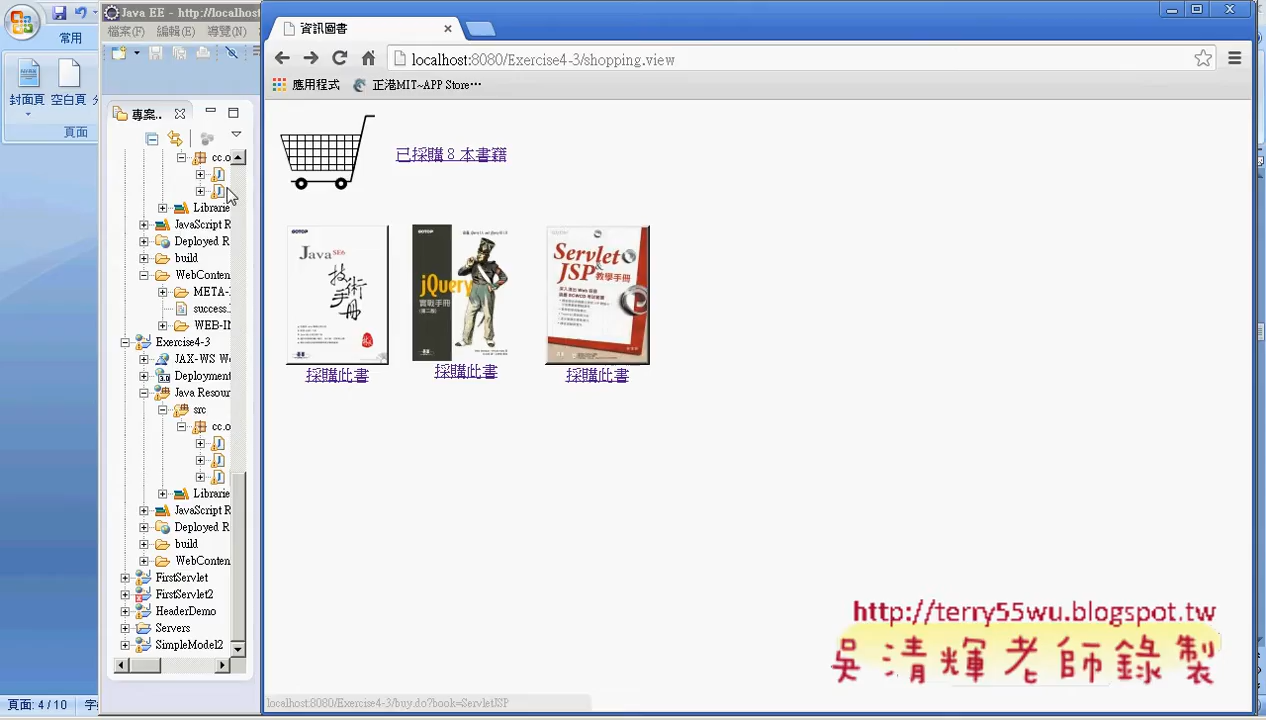 Java EE - http://localho
檔案(F) 編輯(E) 導覽(N)
常用
封面頁 空白頁
頁面
專案..
cc.o
Librarie
JavaScript R
Deployed R
build
WebConten
META-
success.
WEB-IN
Exercise4-3
JAX-WS We
Deployment
Java Resour
src
cc.o
Librarie
JavaScript R
Deployed R
build
WebConten
FirstServlet
FirstServlet2
HeaderDemo
Servers
SimpleModel2
頁面: 4 / 10
資訊圖書
localhost:8080/Exercise4-3/shopping.view
應用程式 正港MIT~APP Store…
已採購 8 本書籍
GOTOP
Java SE6
技術手冊
jQuery
實戰手冊
Servlet
JSP 教學手冊
採購此書 採購此書 採購此書
http://terry55wu.blogspot.tw
吳清輝老師錄製
localhost:8080/Exercise4-3/buy.do?book=ServletJSP